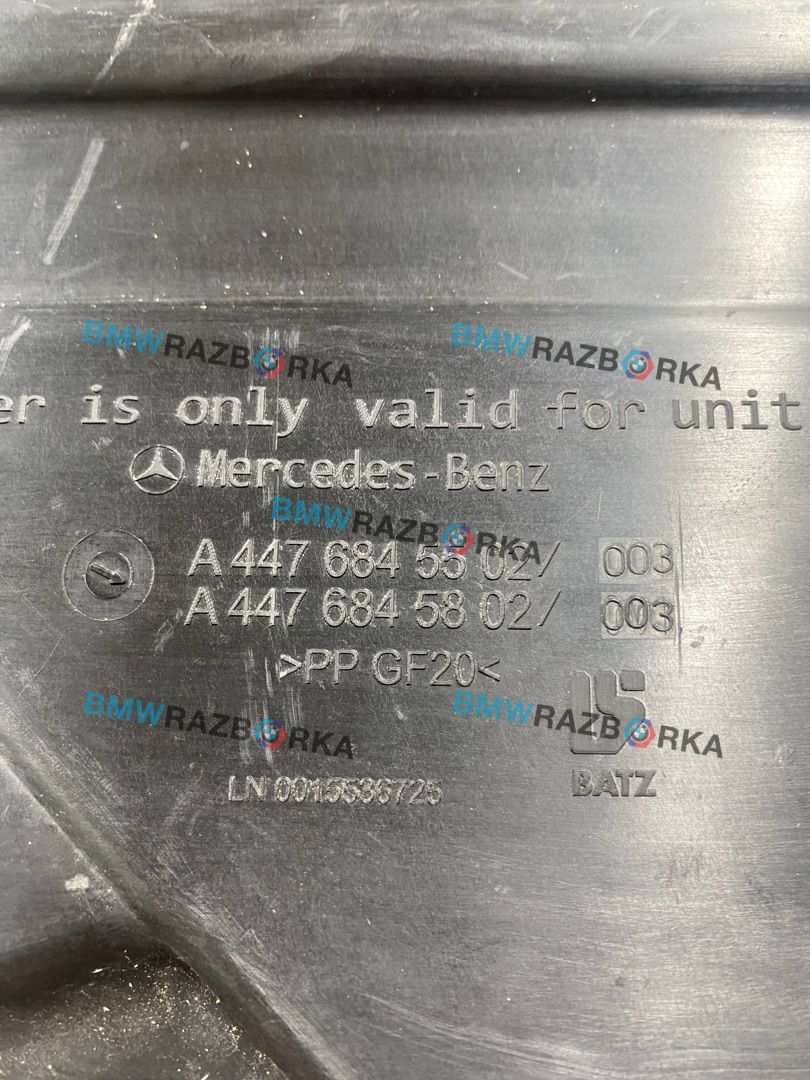 BMWRAZBORKA BMWRAZBORKA
er is only valid for unit
Mercedes-Benz
BMWRAZBORKA
A 447 684 55 02/ 003
A 447 684 58 02/ 003
>PP GF20<
BMWRAZBORKA BMWRAZBORKA
BATZ
LN 0015536725